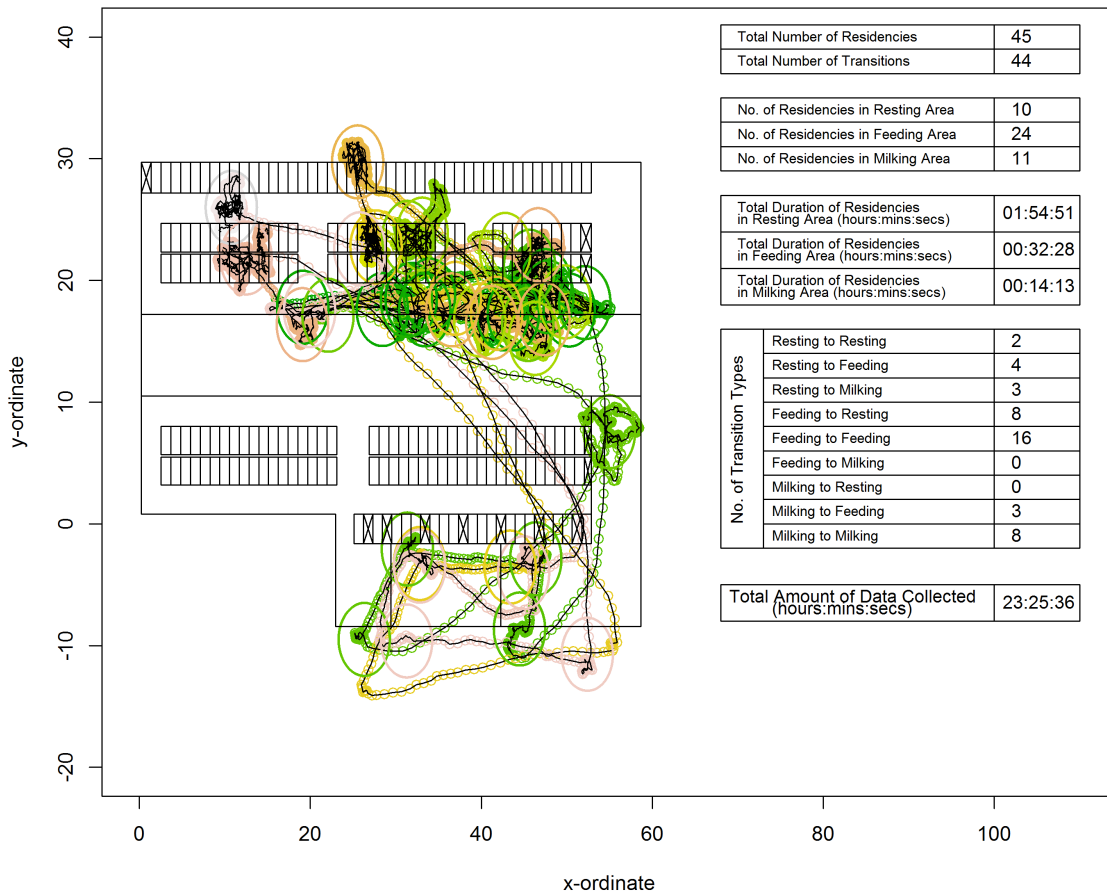 40
30
20
10
0
-10
-20
y-ordinate
0
20
40
60
80
100
x-ordinate
Total Number of Residencies 45
Total Number of Transitions 44
No. of Residencies in Resting Area 10
No. of Residencies in Feeding Area 24
No. of Residencies in Milking Area 11
Total Duration of Residencies
in Resting Area (hours:mins:secs) 01:54:51
Total Duration of Residencies
in Feeding Area (hours:mins:secs) 00:32:28
Total Duration of Residencies
in Milking Area (hours:mins:secs) 00:14:13
No. of Transition Types
Resting to Resting 2
Resting to Feeding 4
Resting to Milking 3
Feeding to Resting 8
Feeding to Feeding 16
Feeding to Milking 0
Milking to Resting 0
Milking to Feeding 3
Milking to Milking 8
Total Amount of Data Collected
(hours:mins:secs) 23:25:36